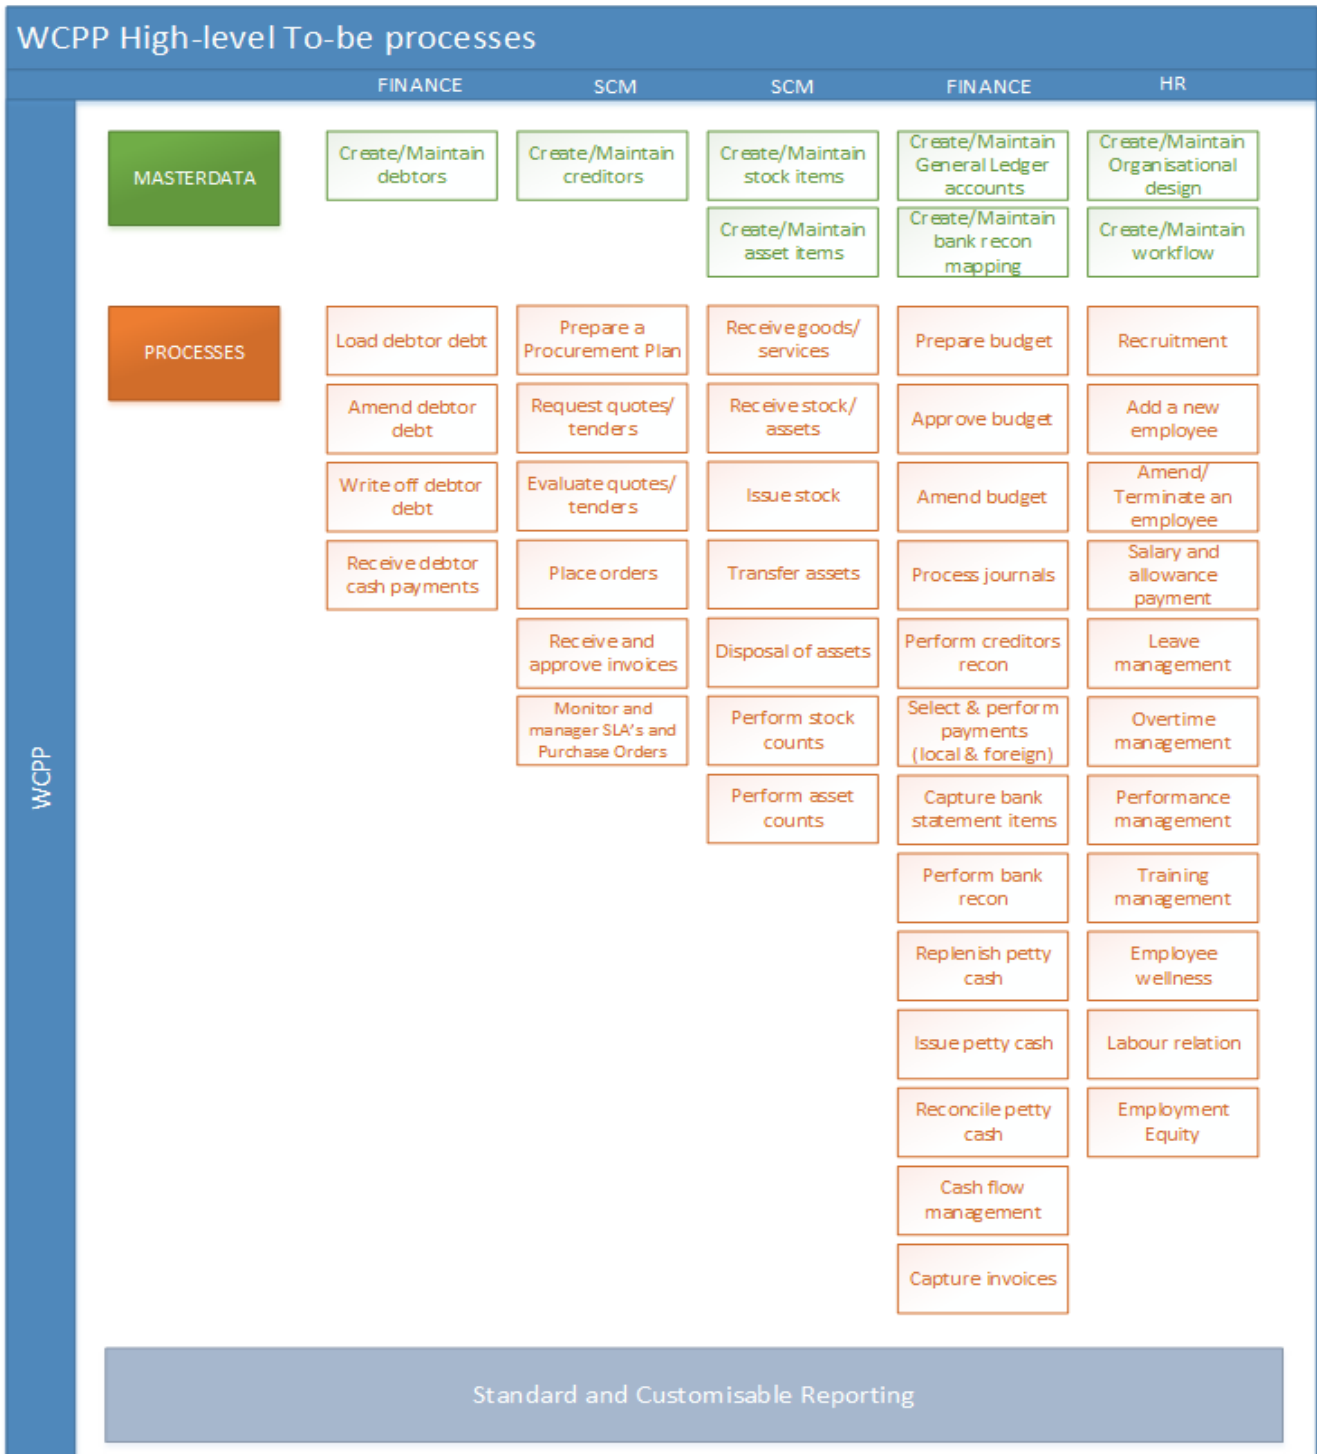 WCPP High-level To-be processes
FINANCE
SCM
SCM
FINANCE
HR
WCPP
MASTERDATA
Create/Maintain
debtors
Create/Maintain
creditors
Create/Maintain
stock items
Create/Maintain
General Ledger
accounts
Create/Maintain
Organisational
design
Create/Maintain
asset items
Create/Maintain
bank recon
mapping
Create/Maintain
workflow
PROCESSES
Load debtor debt
Prepare a
Procurement Plan
Receive goods/
services
Prepare budget
Recruitment
Amend debtor
debt
Request quotes/
tenders
Receive stock/
assets
Approve budget
Add a new
employee
Write off debtor
debt
Evaluate quotes/
tenders
Issue stock
Amend budget
Amend/
Terminate an
employee
Receive debtor
cash payments
Place orders
Transfer assets
Process journals
Salary and
allowance
payment
Receive and
approve invoices
Disposal of assets
Perform creditors
recon
Leave
management
Monitor and
manager SLA's and
Purchase Orders
Perform stock
counts
Select & perform
payments
(local & foreign)
Overtime
management
Perform asset
counts
Capture bank
statement items
Performance
management
Perform bank
recon
Training
management
Replenish petty
cash
Employee
wellness
Issue petty cash
Labour relation
Reconcile petty
cash
Employment
Equity
Cash flow
management
Capture invoices
Standard and Customisable Reporting